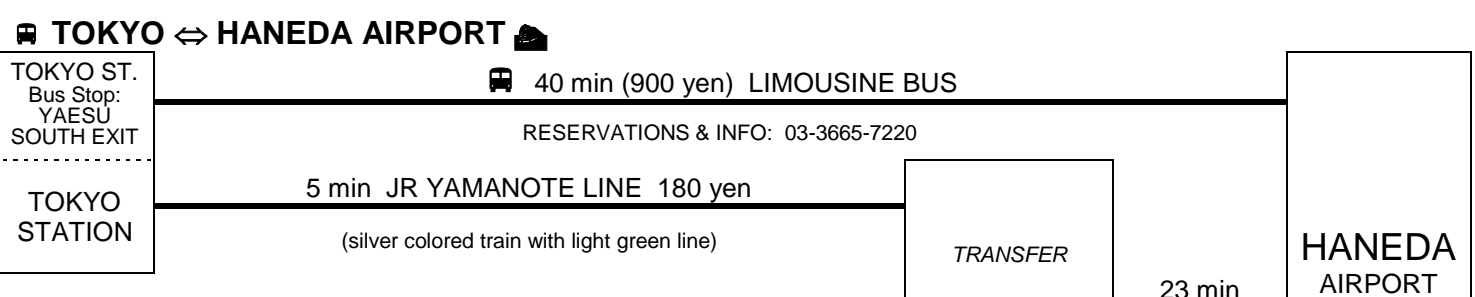 TOKYO ⇔ HANEDA AIRPORT
TOKYO ST.
Bus Stop:
YAESU
SOUTH EXIT
40 min (900 yen) LIMOUSINE BUS
RESERVATIONS & INFO: 03-3665-7220
TOKYO
STATION
5 min JR YAMANOTE LINE 180 yen
(silver colored train with light green line)
TRANSFER
23 min
HANEDA
AIRPORT